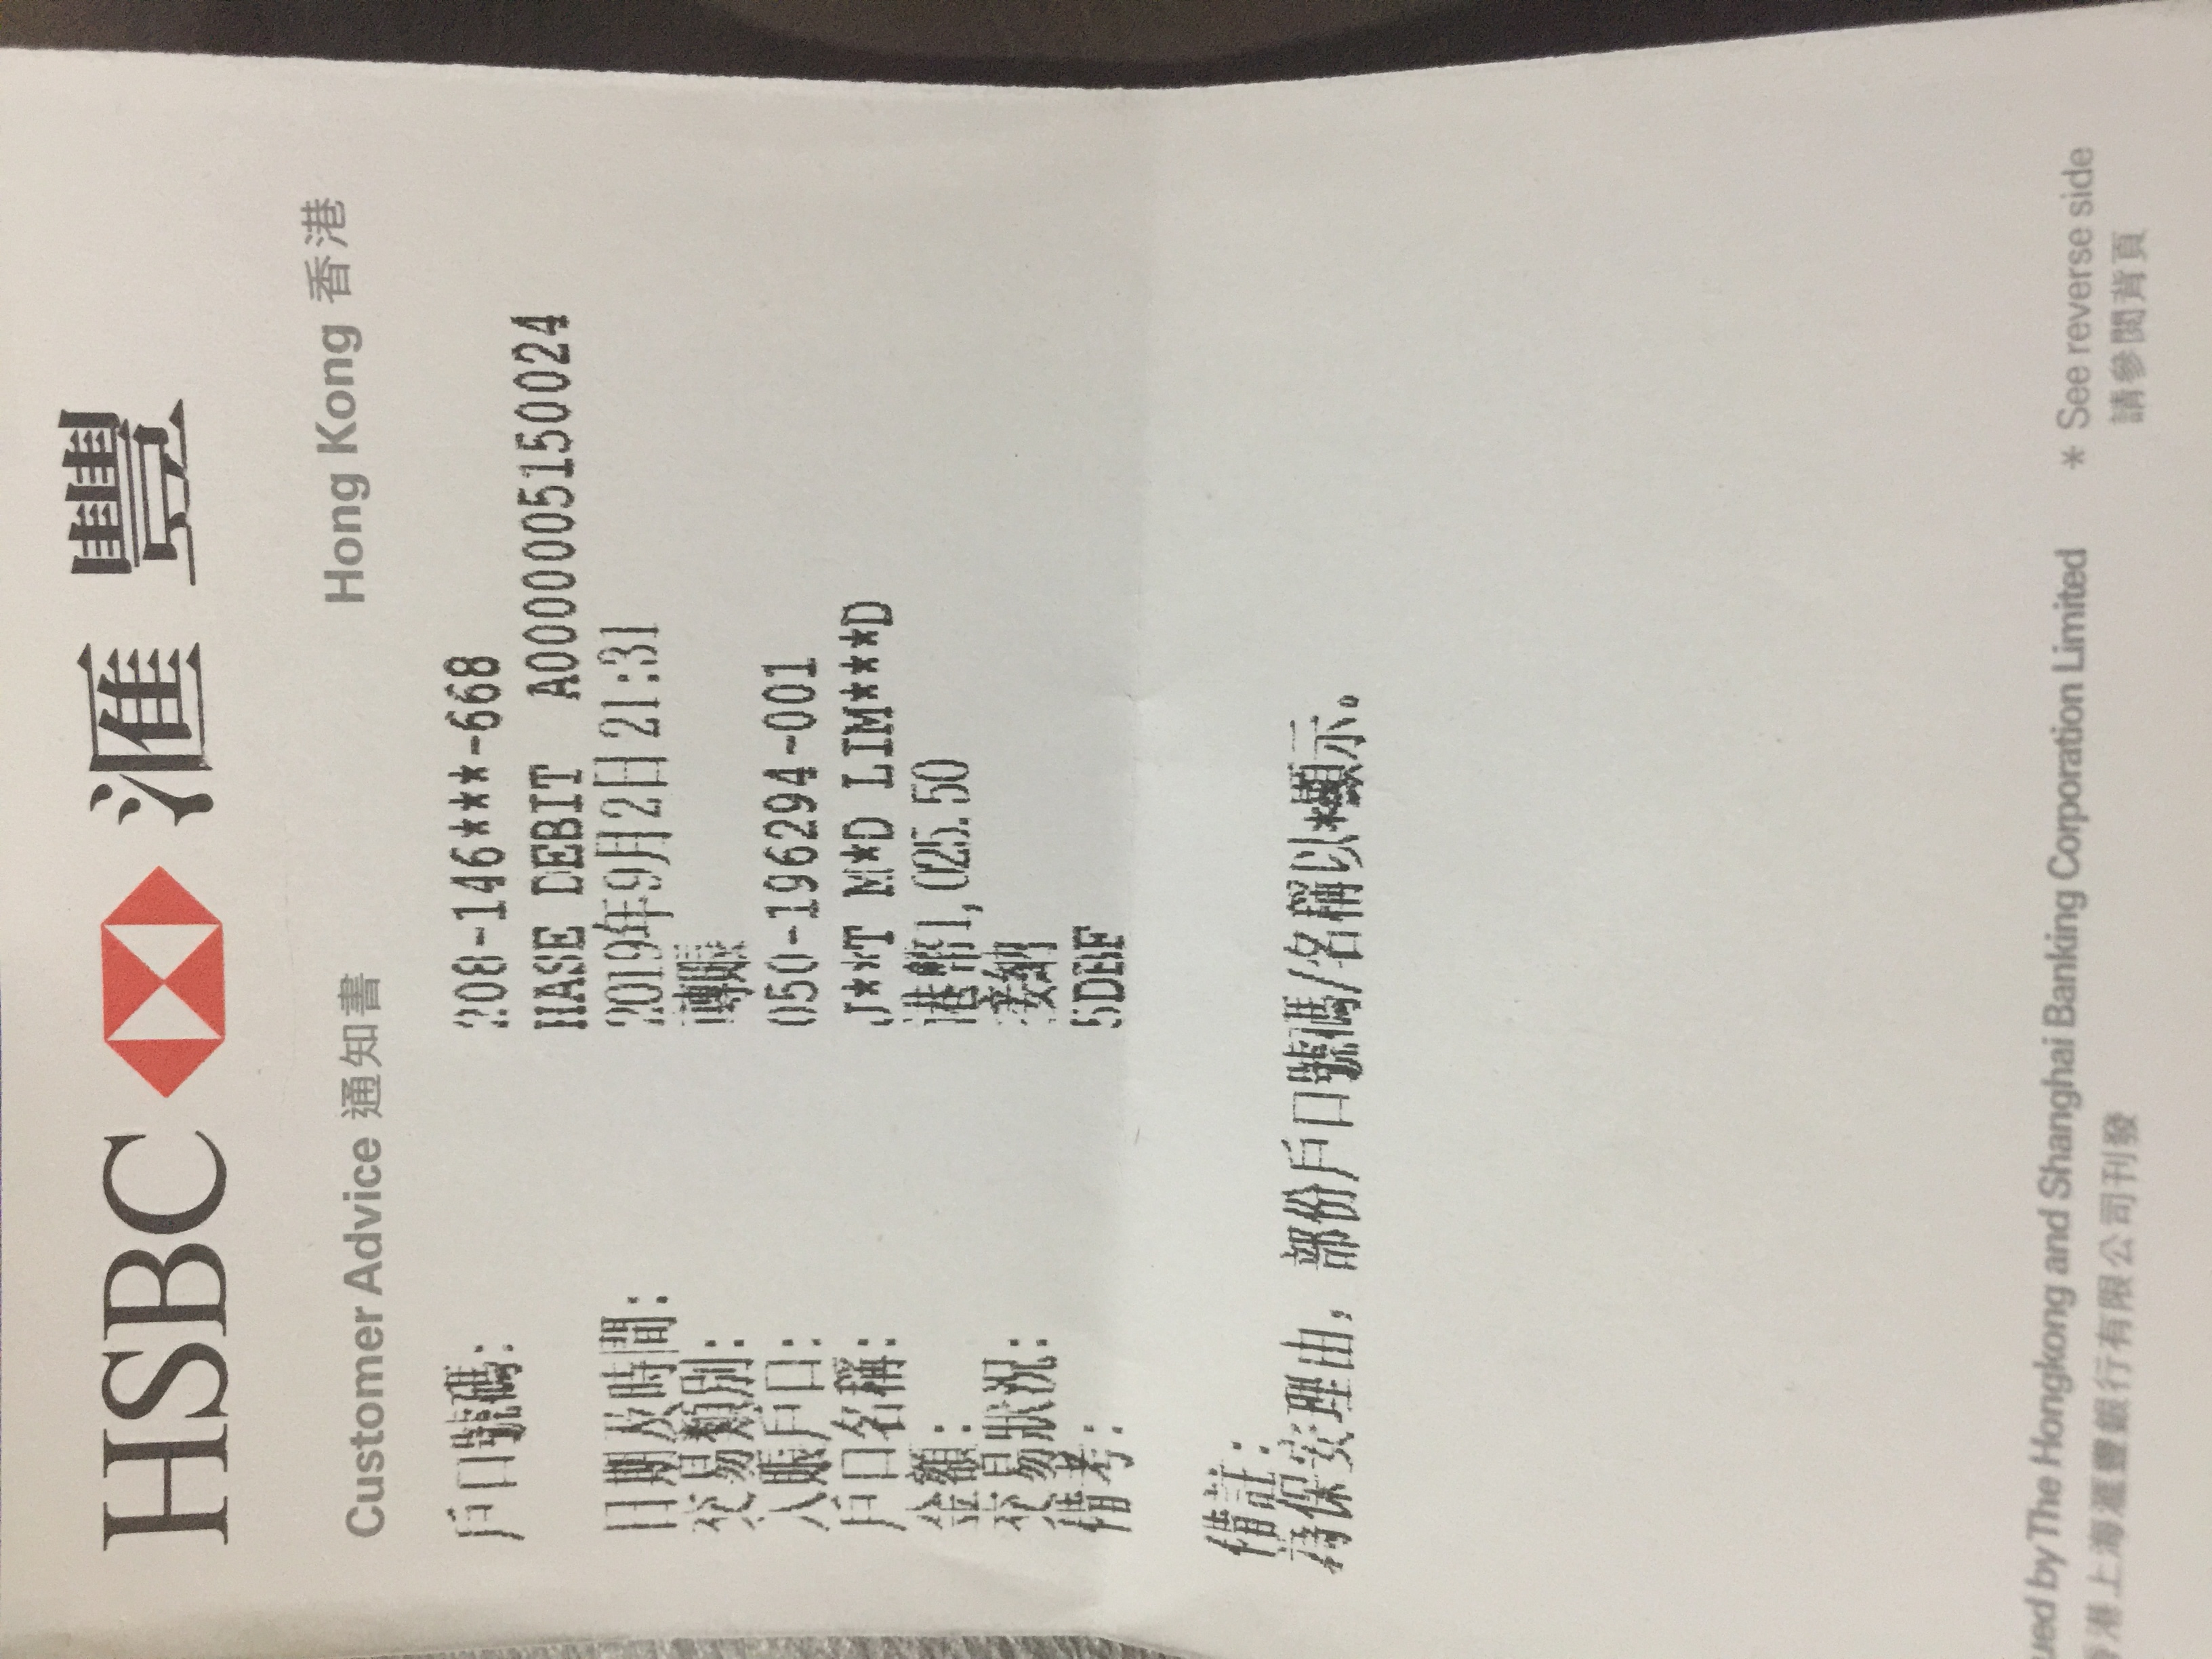 HSBC 滙豐
Customer Advice 通知書 Hong Kong 香港
戶口號碼: 208-146***-668
HASE DEBIT A0000005150024
日期及時間: 2019年9月2日21:31
交易類別: 轉賬
入賬戶口: 050-196294-001
戶口名稱: J**T M*D LIM***D
金額: 港幣1,025.50
交易狀況: 接納
備考: 5DBF
備註:
為保安理由, 部份戶口號碼/名稱以*顯示。
by The Hongkong and Shanghai Banking Corporation Limited * See reverse side
港上海滙豐銀行有限公司刊發 請參閱背頁